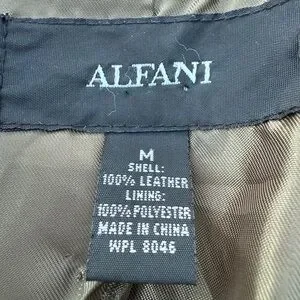 ALFANI
M
SHELL:
100% LEATHER
LINING:
100% POLYESTER
MADE IN CHINA
WPL 8046